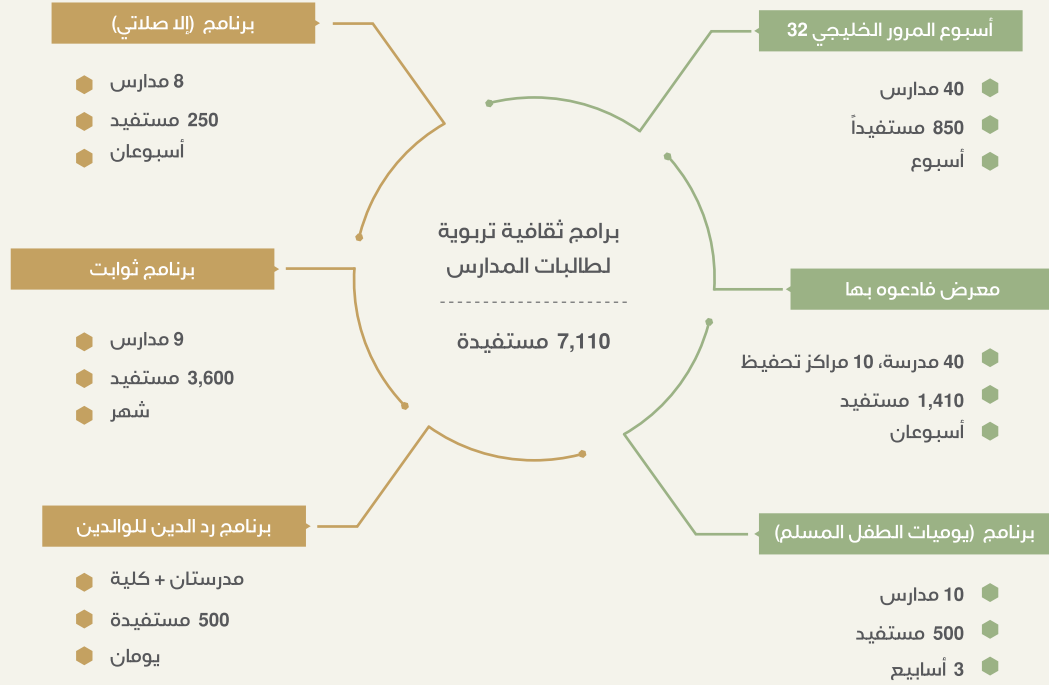 برامج ثقافية تربوية
لطالبات المدارس
7,110 مستفيدة
أسبوع المرور الخليجي 32
40 مدارس
850 مستفيداً
أسبوع
معرض فادعوه بها
40 مدرسة، 10 مراكز تحفيظ
1,410 مستفيد
أسبوعان
برنامج (يوميات الطفل المسلم)
10 مدارس
500 مستفيد
3 أسابيع
برنامج (إلا صلاتي)
8 مدارس
250 مستفيد
أسبوعان
برنامج ثوابت
9 مدارس
3,600 مستفيد
شهر
برنامج رد الدين للوالدين
مدرستان + كلية
500 مستفيدة
يومان